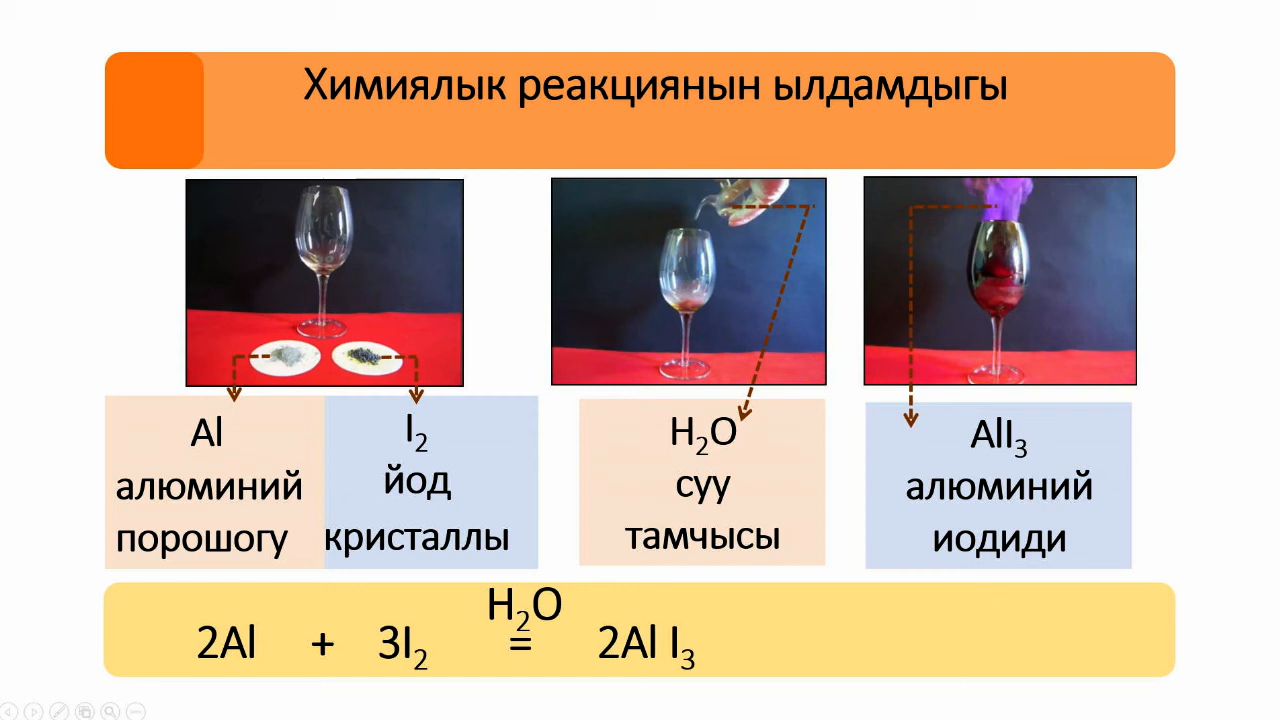 Химиялык реакциянын ылдамдыгы
Al
алюминий
порошогу
I₂
йод
кристаллы
H₂O
суу
тамчысы
AlI₃
алюминий
иодиди
H₂O
2Al + 3I₂ = 2Al I₃